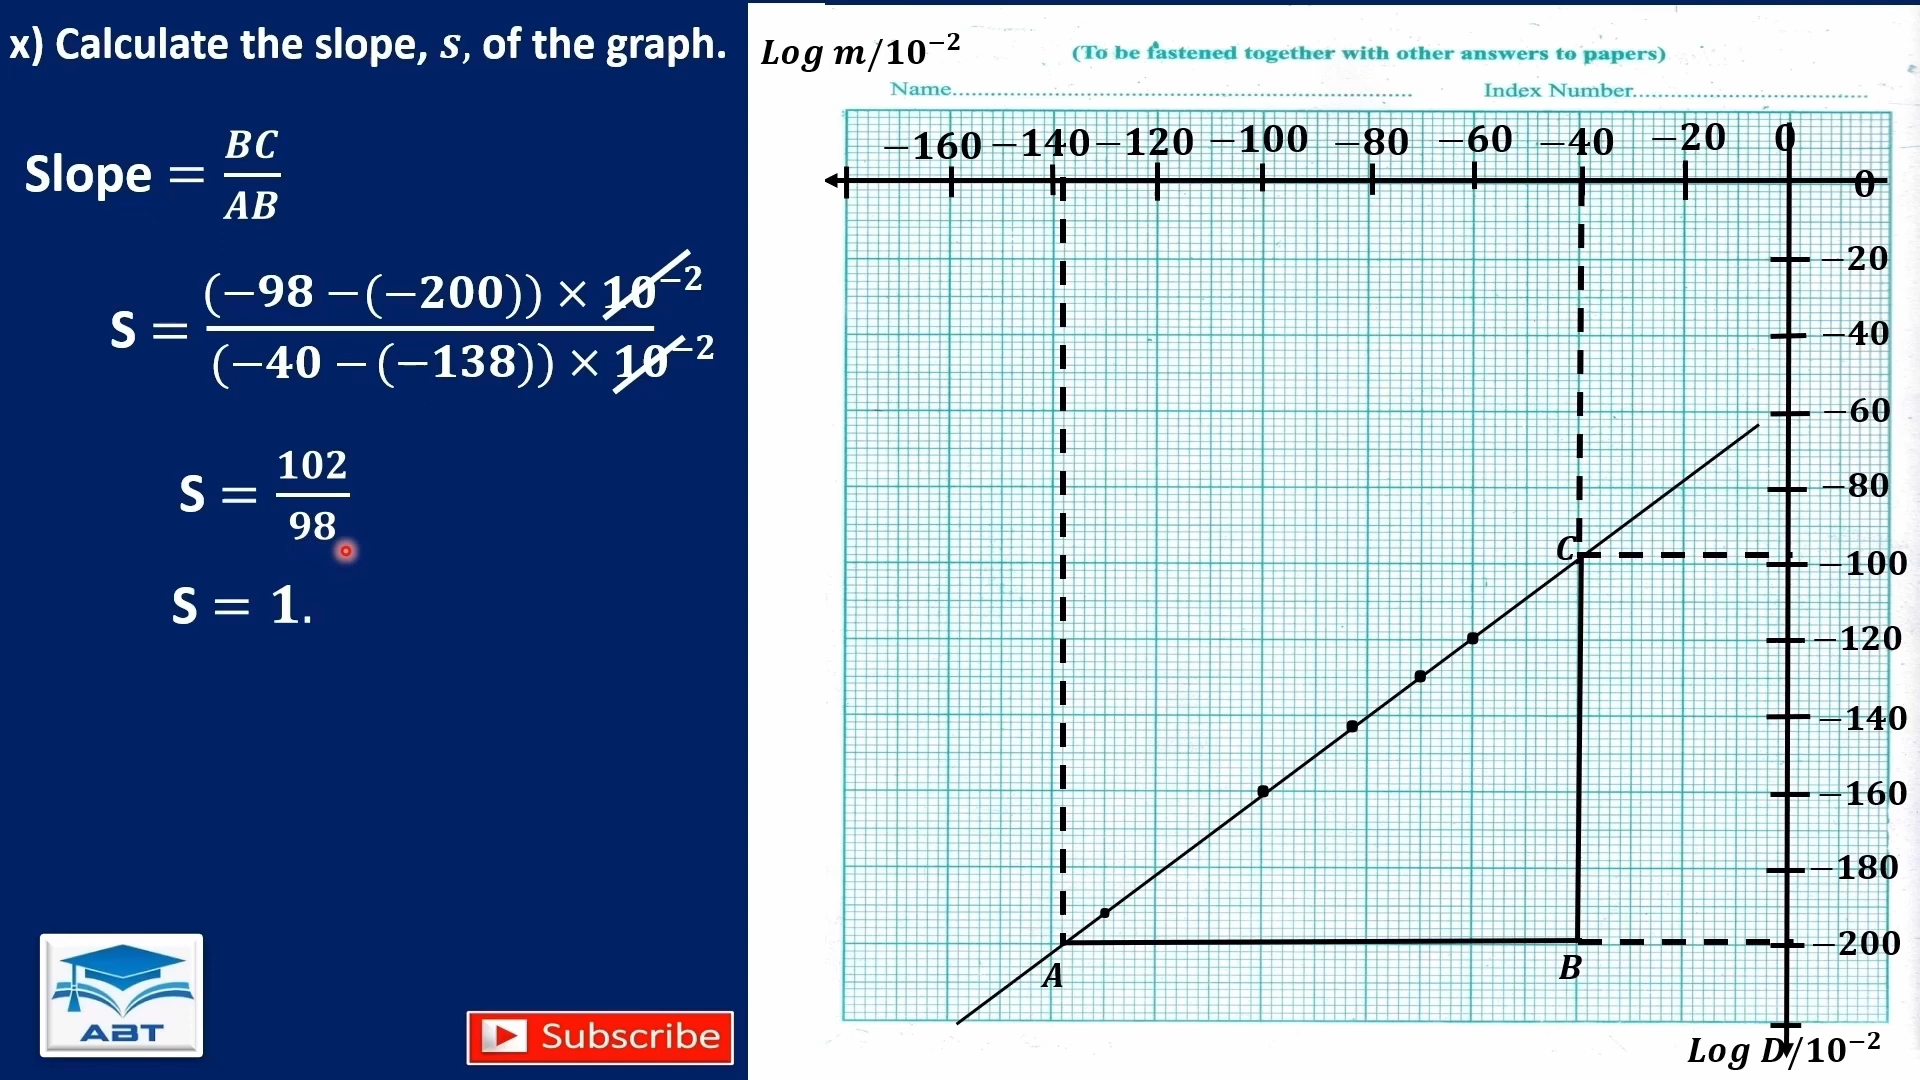 x) Calculate the slope, s, of the graph.
Slope = BC/AB
S = (−98 −(−200)) × 10⁻² / (−40 − (−138)) × 10⁻²
S = 102/98
S = 1.
ABT
Subscribe
Log m/10⁻²
(To be fastened together with other answers to papers)
Name........ Index Number........
−160 −140 −120 −100 −80 −60 −40 −20 0
0
−20
−40
−60
−80
C
−100
−120
−140
−160
−180
−200
A B
Log D/10⁻²